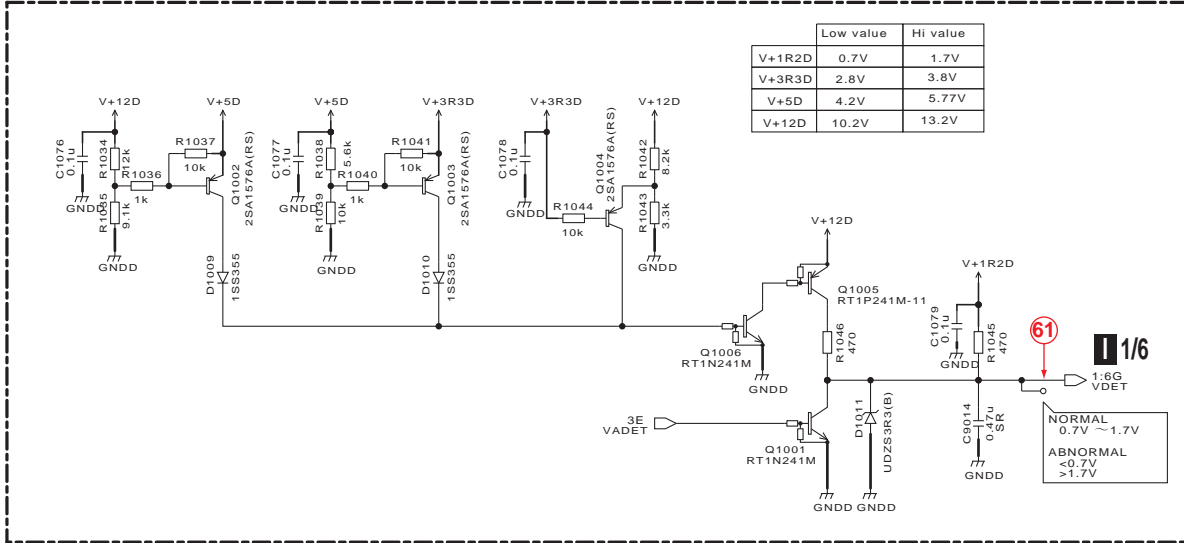 Low value Hi value
V+1R2D 0.7V 1.7V
V+3R3D 2.8V 3.8V
V+5D 4.2V 5.77V
V+12D 10.2V 13.2V
V+12D
V+5D
V+5D
V+3R3D
V+3R3D
V+12D
C1076
0.1u
R1034
12k
R1037
10k
R1036
1k
Q1002
2SA1576A(RS)
GNDD
R1035
9.1k
GNDD
D1009
1SS355
C1077
0.1u
R1038
5.6k
R1041
10k
R1040
1k
Q1003
2SA1576A(RS)
GNDD
R1039
10k
GNDD
D1010
1SS355
C1078
0.1u
GNDD
R1044
10k
Q1004
2SA1576A(RS)
R1042
8.2k
R1043
3.3k
GNDD
V+12D
Q1005
RT1P241M-11
Q1006
RT1N241M
GNDD
R1046
470
V+1R2D
C1079
0.1u
GNDD
R1045
470
61
I 1/6
1:6G
VDET
3E
VADET
Q1001
RT1N241M
GNDD
D1011
UDZS3R3(B)
GNDD
C9014
0.47u
SR
GNDD
NORMAL
0.7V ～1.7V
ABNORMAL
<0.7V
>1.7V